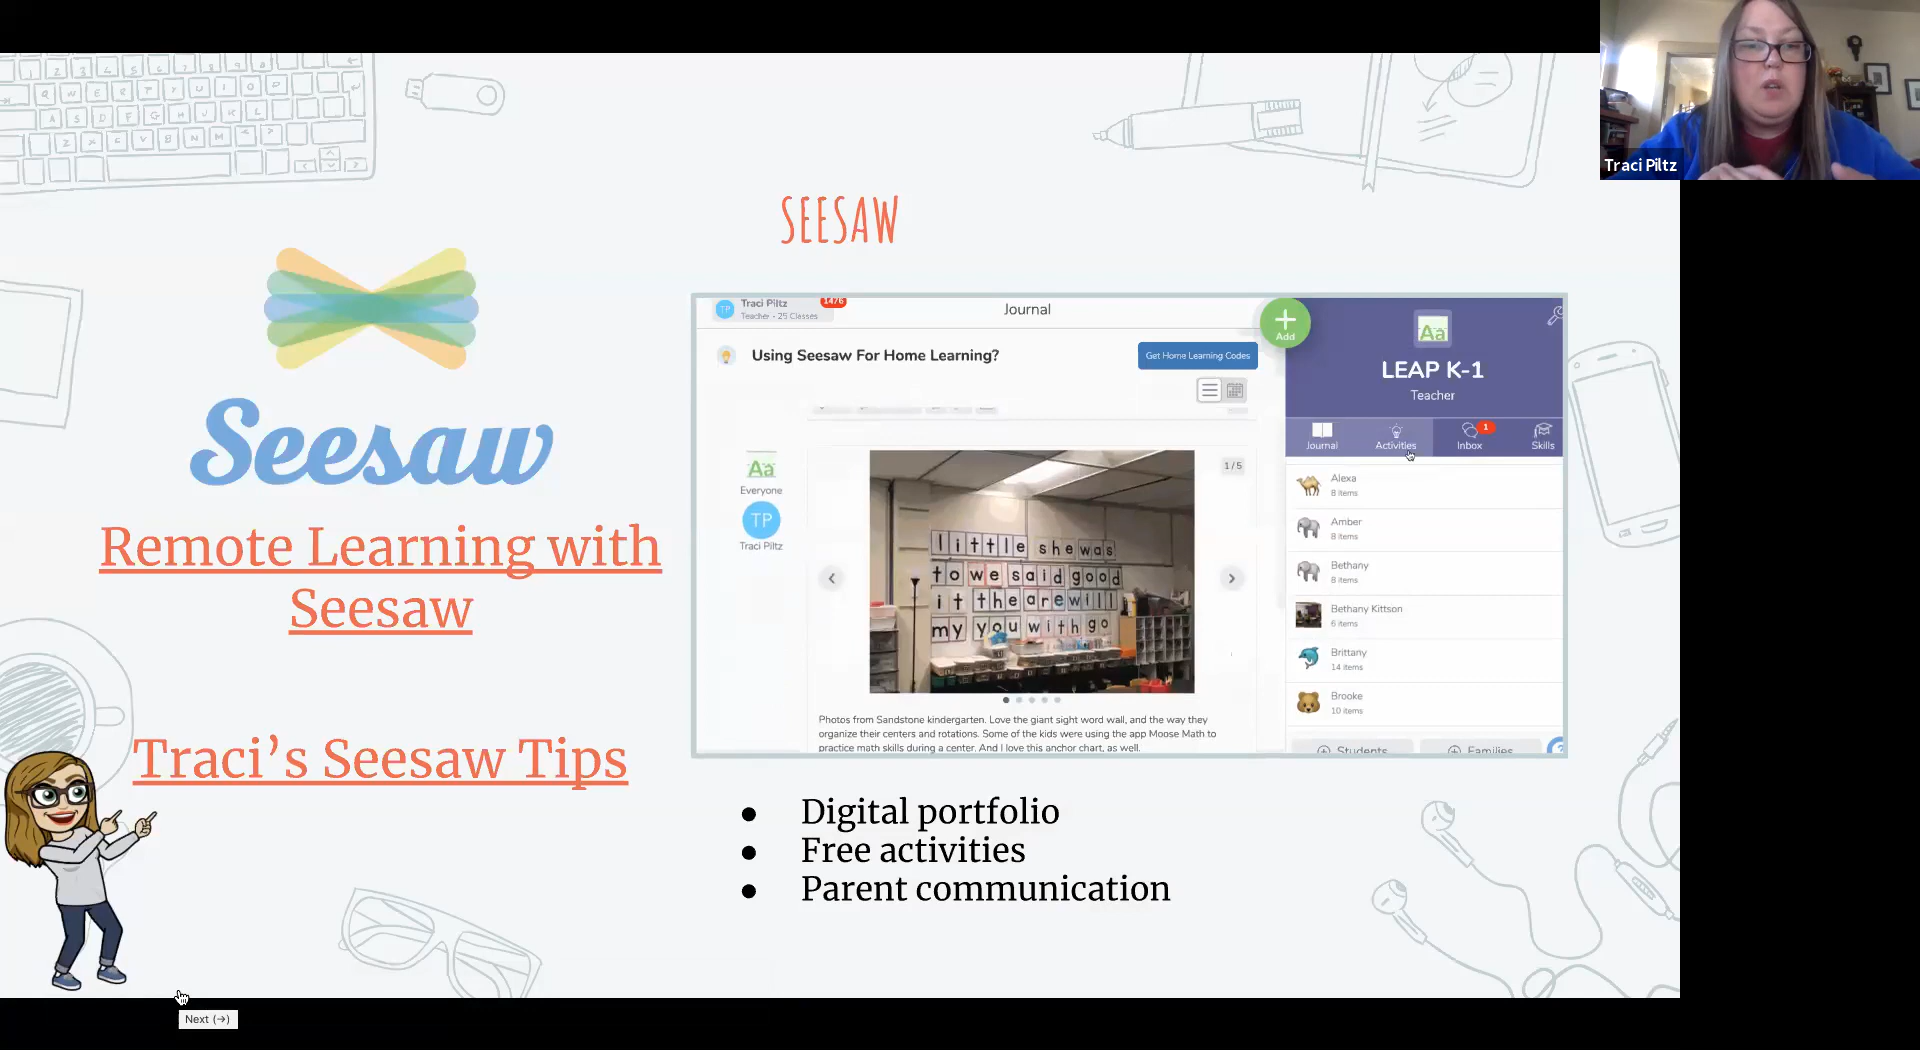 Traci Piltz
SEESAW
Seesaw
Remote Learning with
Seesaw
Traci's Seesaw Tips
Traci Piltz
1476
Teacher - 25 Classes
Journal
Using Seesaw For Home Learning?
Get Home Learning Codes
Add
Aa
LEAP K-1
Teacher
Journal
Activities
Inbox
1
Skills
Aa
Everyone
TP
Traci Piltz
TP
1 / 5
little she was
to we said good
it the are will
my you with go
Photos from Sandstone kindergarten. Love the giant sight word wall, and the way they
organize their centers and rotations. Some of the kids were using the app Moose Math to
practice math skills during a center. And I love this anchor chart, as well.
Alexa
8 items
Amber
8 items
Bethany
8 items
Bethany Kittson
6 items
Brittany
14 items
Brooke
10 items
Students
Families
● Digital portfolio
● Free activities
● Parent communication
Next (→)